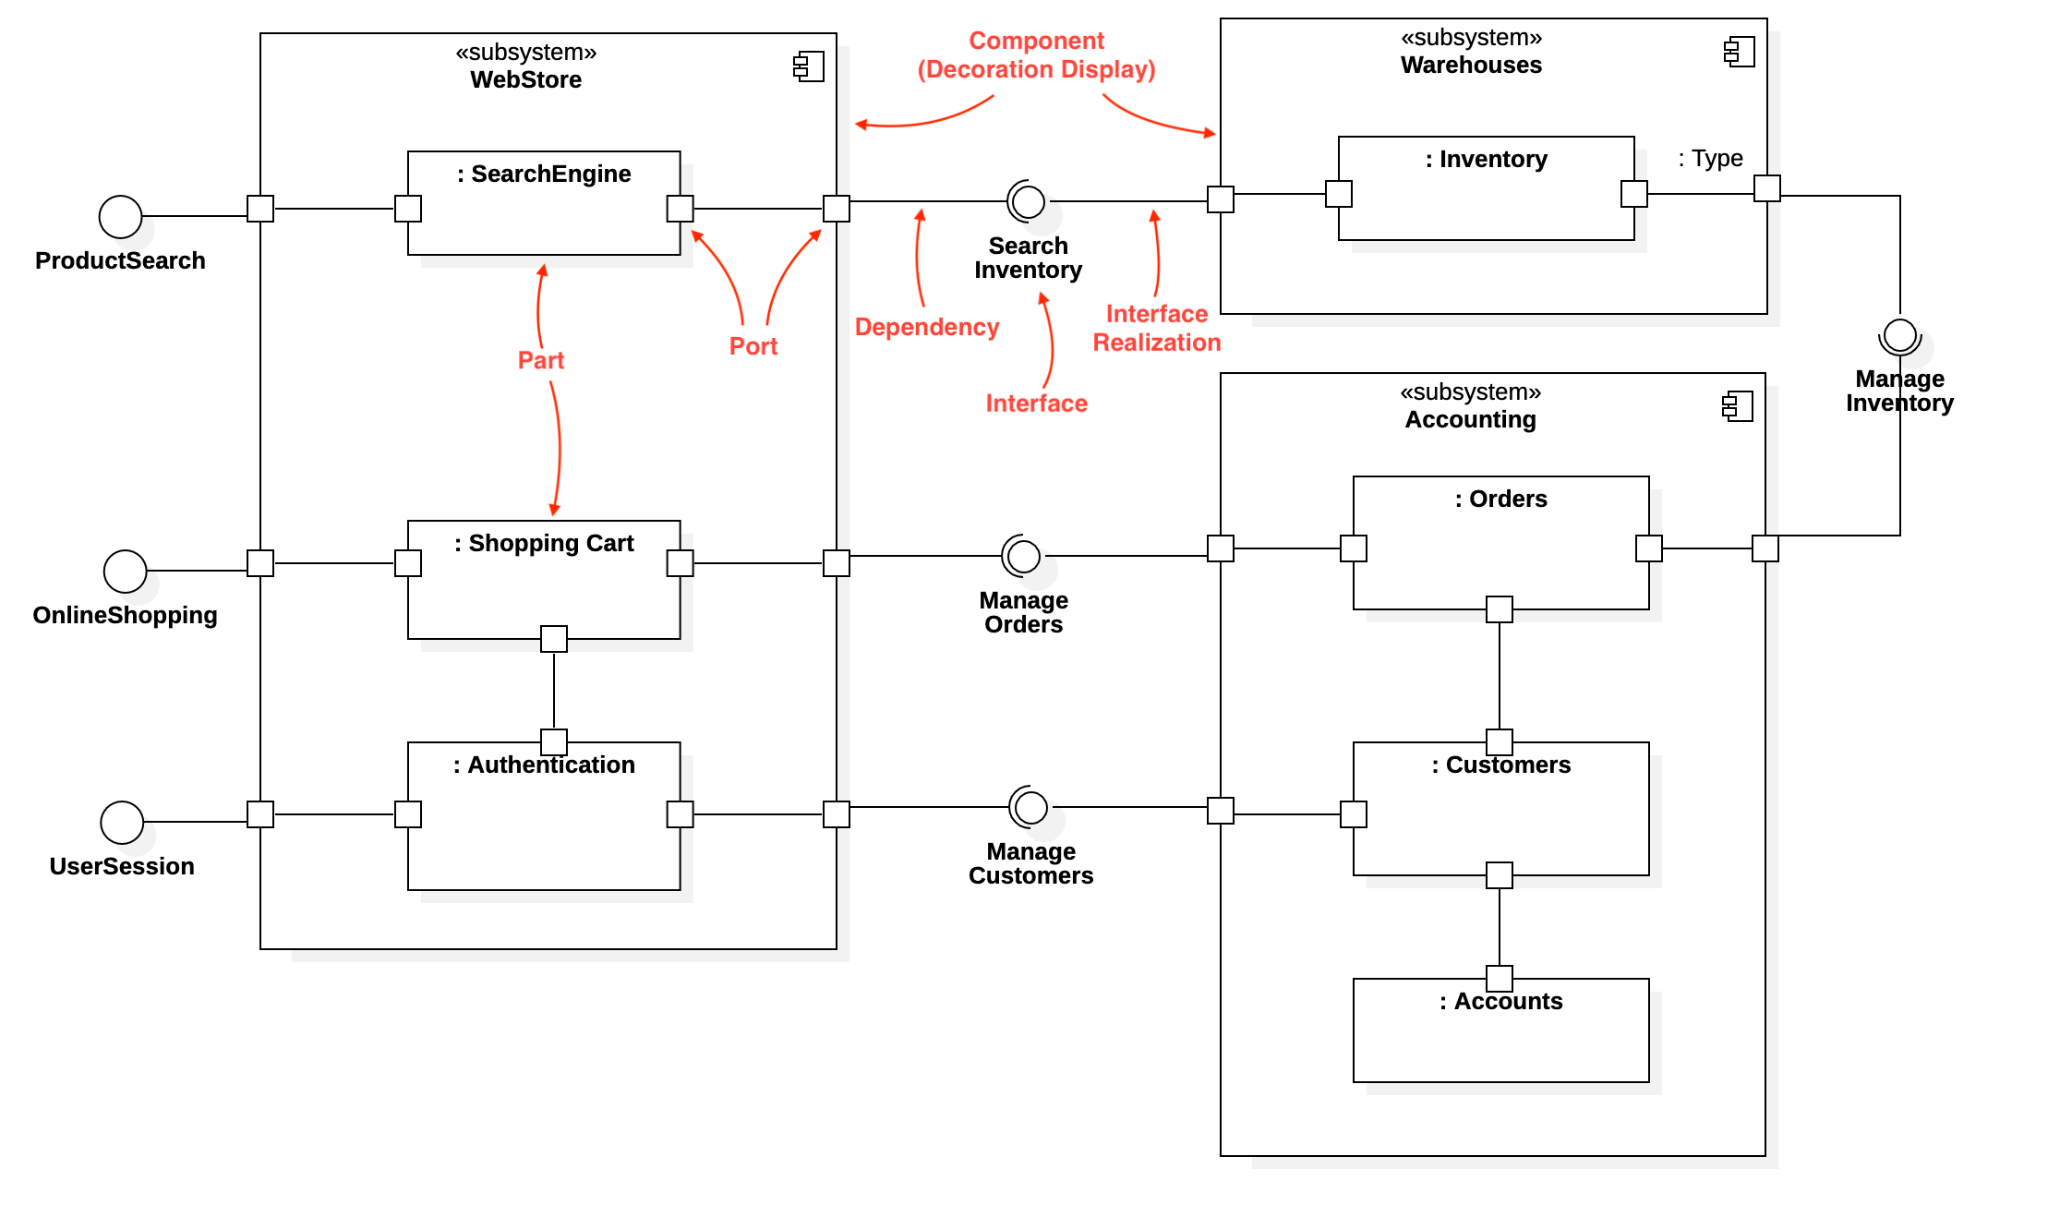 «subsystem»
WebStore
Component
(Decoration Display)
«subsystem»
Warehouses
: SearchEngine
: Inventory
: Type
ProductSearch
Search
Inventory
Dependency
Interface
Realization
Port
Part
Interface
Manage
Inventory
«subsystem»
Accounting
: Orders
: Shopping Cart
OnlineShopping
Manage
Orders
: Authentication
: Customers
UserSession
Manage
Customers
: Accounts